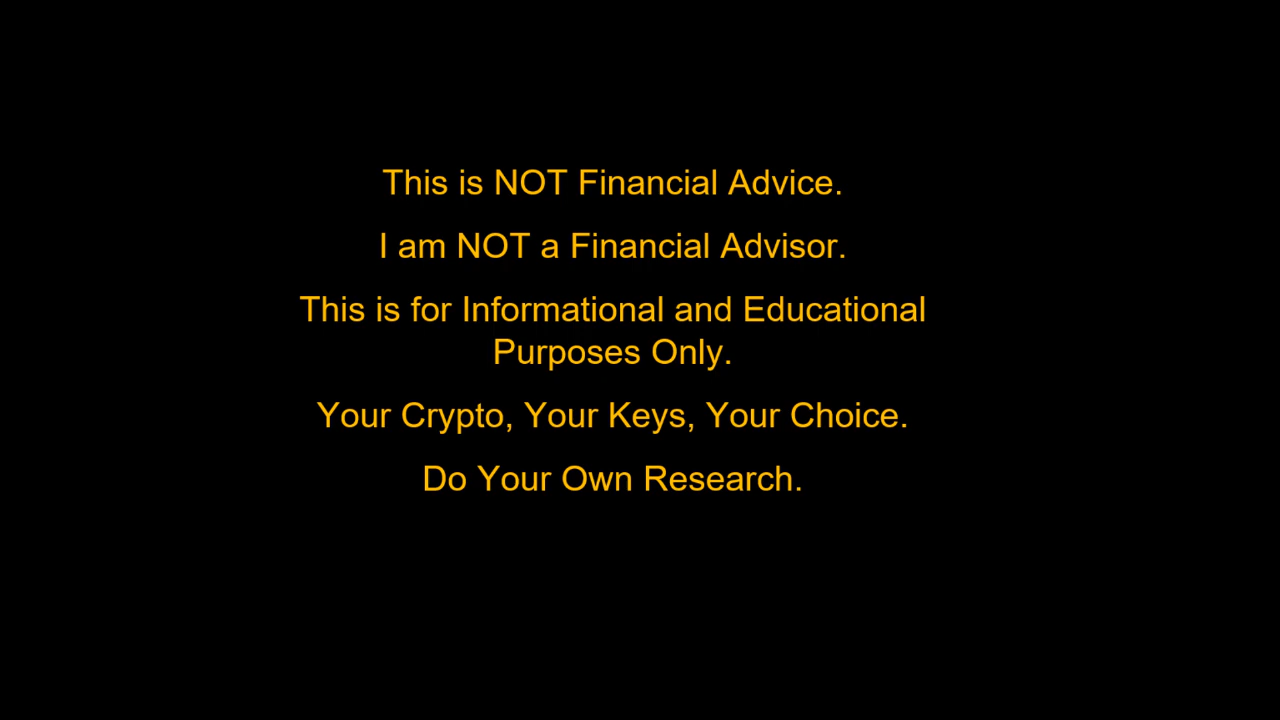 This is NOT Financial Advice.
I am NOT a Financial Advisor.
This is for Informational and Educational
Purposes Only.
Your Crypto, Your Keys, Your Choice.
Do Your Own Research.